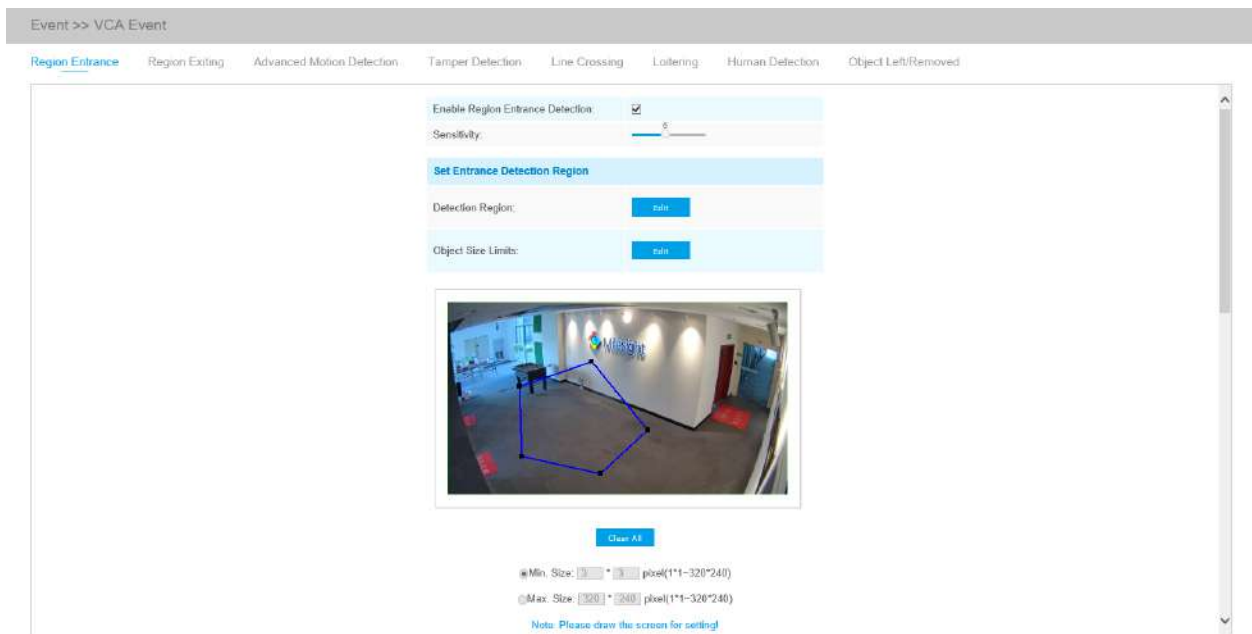 Event >> VCA Event
Region Entrance Region Exiting Advanced Motion Detection Tamper Detection Line Crossing Loitering Human Detection Object Left/Removed
Enable Region Entrance Detection:
Sensitivity: 6
Set Entrance Detection Region
Detection Region: Edit
Object Size Limits: Edit
Milesight
Clear All
Min. Size: 3 * 3 pixel(1*1~320*240)
Max. Size: 320 * 240 pixel(1*1~320*240)
Note: Please draw the screen for setting!